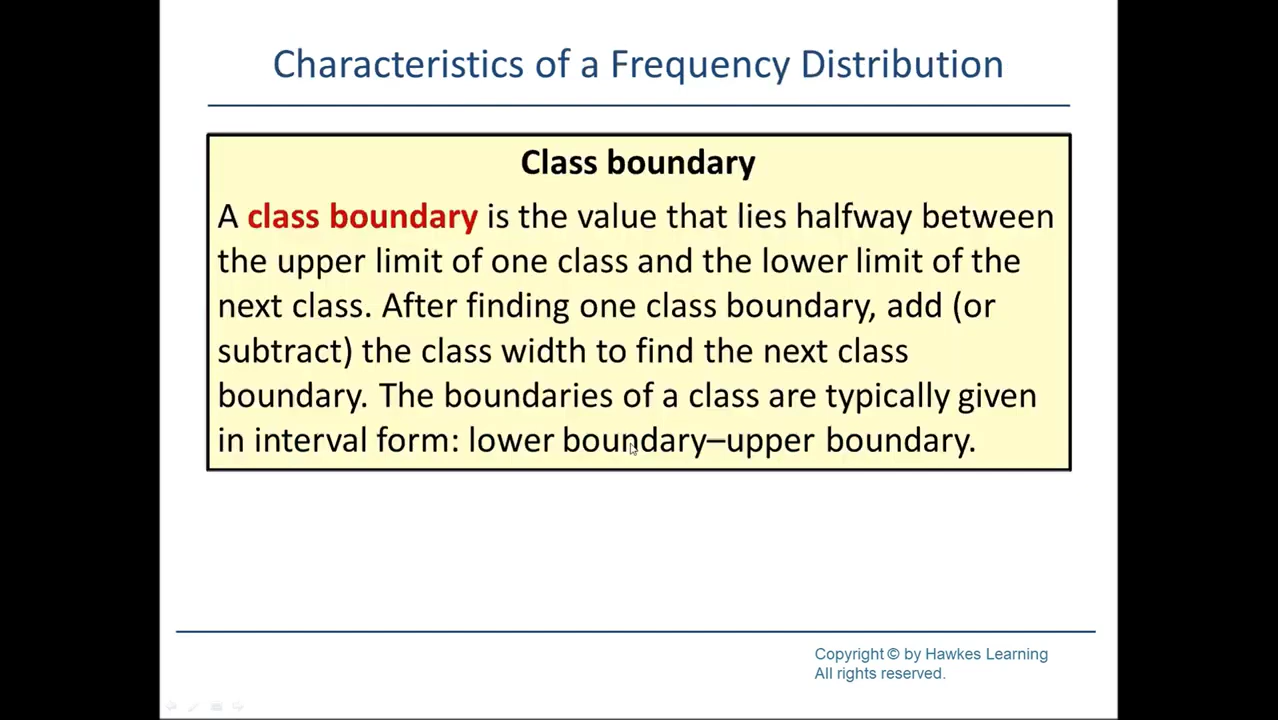 Characteristics of a Frequency Distribution
Class boundary
A class boundary is the value that lies halfway between
the upper limit of one class and the lower limit of the
next class. After finding one class boundary, add (or
subtract) the class width to find the next class
boundary. The boundaries of a class are typically given
in interval form: lower boundary–upper boundary.
Copyright © by Hawkes Learning
All rights reserved.